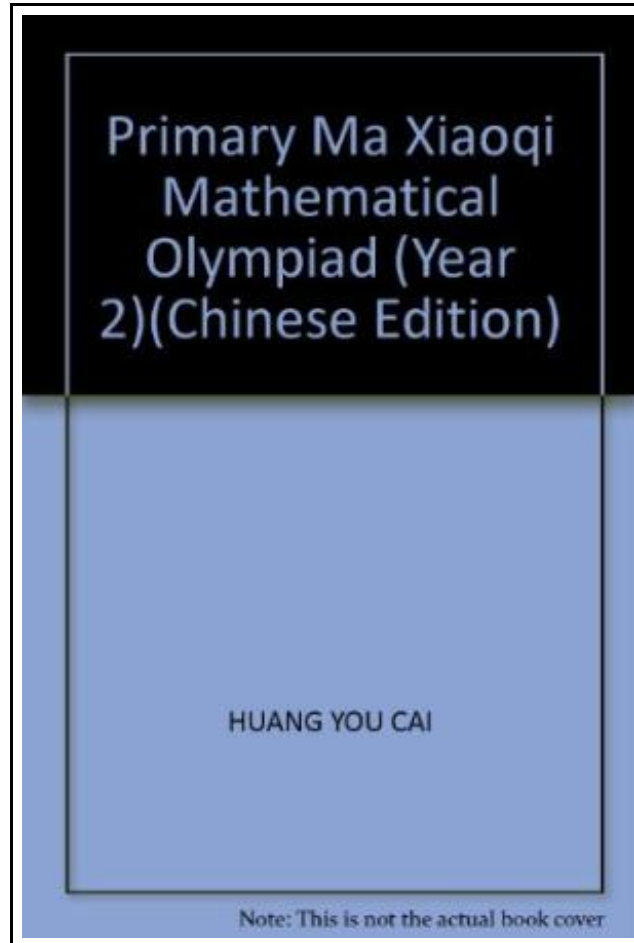 Primary Ma Xiaoqi
Mathematical
Olympiad (Year
2)(Chinese Edition)
HUANG YOU CAI
Note: This is not the actual book cover